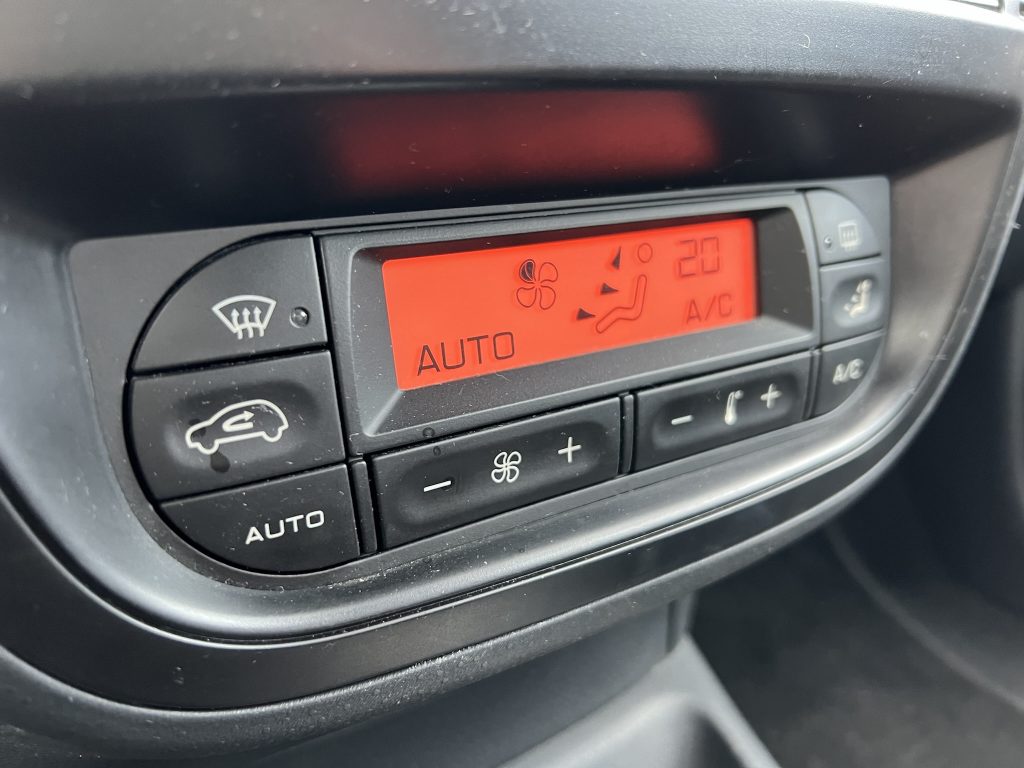 20
AUTO A/C
A/C
- +
- +
AUTO